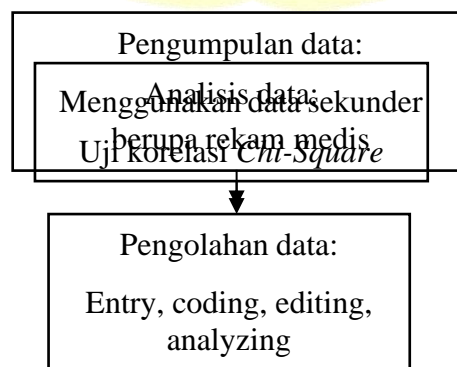 Pengumpulan data:
Menggunakan data sekunder
berupa rekam medis
Analisis data:
Uji korelasi Chi-Square
Pengolahan data:
Entry, coding, editing,
analyzing